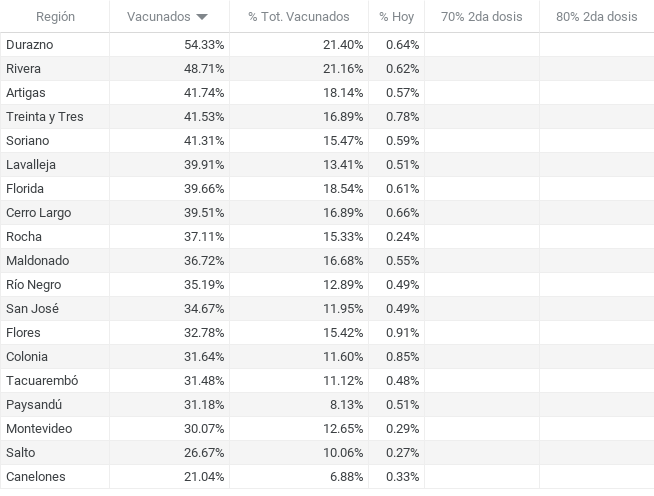 Región Vacunados % Tot. Vacunados % Hoy 70% 2da dosis 80% 2da dosis
Durazno 54.33% 21.40% 0.64%
Rivera 48.71% 21.16% 0.62%
Artigas 41.74% 18.14% 0.57%
Treinta y Tres 41.53% 16.89% 0.78%
Soriano 41.31% 15.47% 0.59%
Lavalleja 39.91% 13.41% 0.51%
Florida 39.66% 18.54% 0.61%
Cerro Largo 39.51% 16.89% 0.66%
Rocha 37.11% 15.33% 0.24%
Maldonado 36.72% 16.68% 0.55%
Río Negro 35.19% 12.89% 0.49%
San José 34.67% 11.95% 0.49%
Flores 32.78% 15.42% 0.91%
Colonia 31.64% 11.60% 0.85%
Tacuarembó 31.48% 11.12% 0.48%
Paysandú 31.18% 8.13% 0.51%
Montevideo 30.07% 12.65% 0.29%
Salto 26.67% 10.06% 0.27%
Canelones 21.04% 6.88% 0.33%